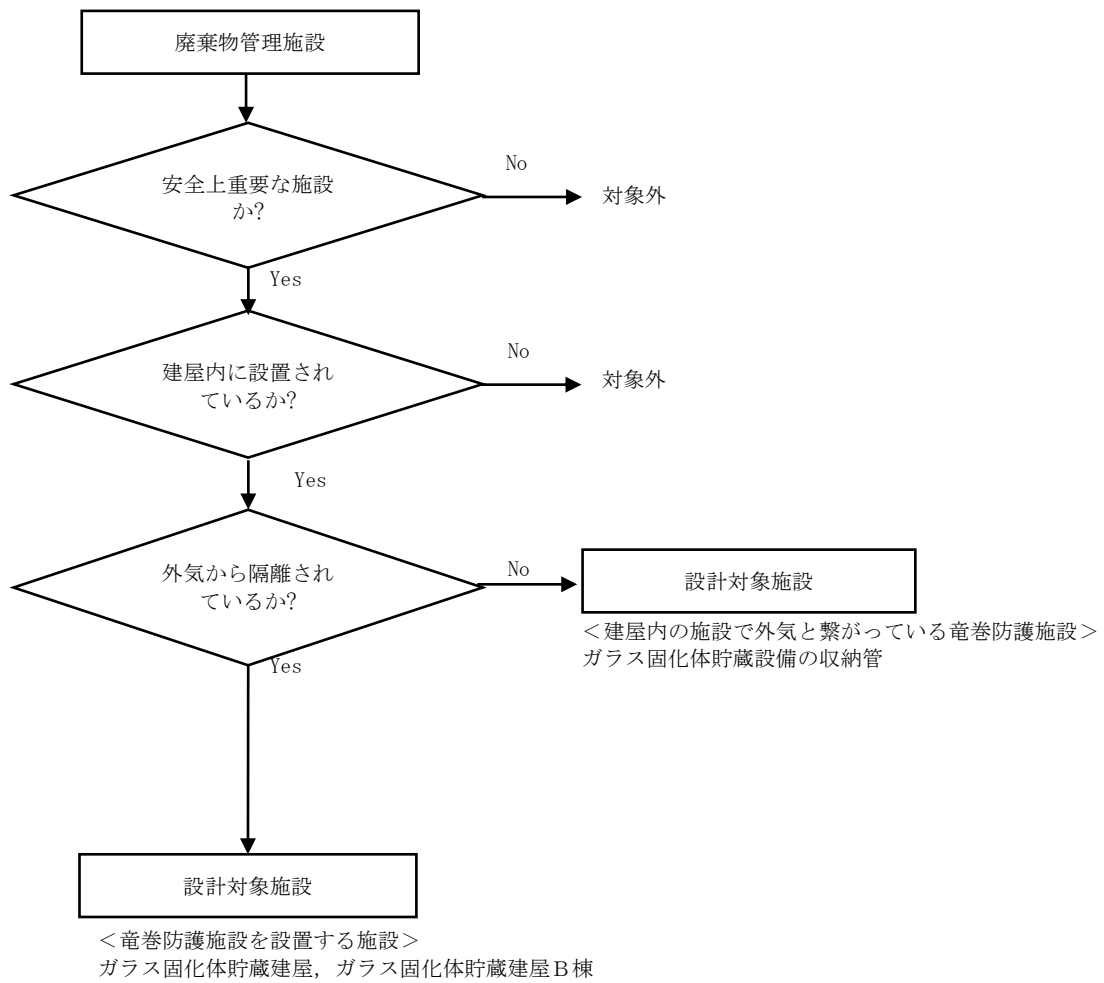 廃棄物管理施設
安全上重要な施設
か?
No
対象外
Yes
建屋内に設置され
ているか?
No
対象外
Yes
外気から隔離され
ているか?
No
設計対象施設
＜建屋内の施設で外気と繋がっている竜巻防護施設＞
ガラス固化体貯蔵設備の収納管
Yes
設計対象施設
＜竜巻防護施設を設置する施設＞
ガラス固化体貯蔵建屋，ガラス固化体貯蔵建屋Ｂ棟